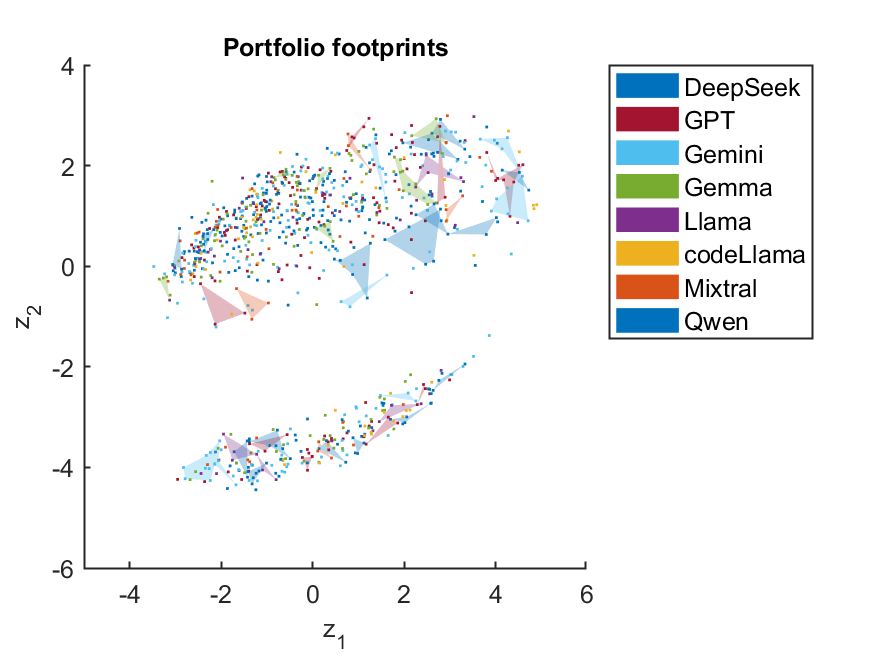 Portfolio footprints
4
2
0
-2
-4
-6
z2
-4
-2
0
2
4
6
z1
DeepSeek
GPT
Gemini
Gemma
Llama
codeLlama
Mixtral
Qwen